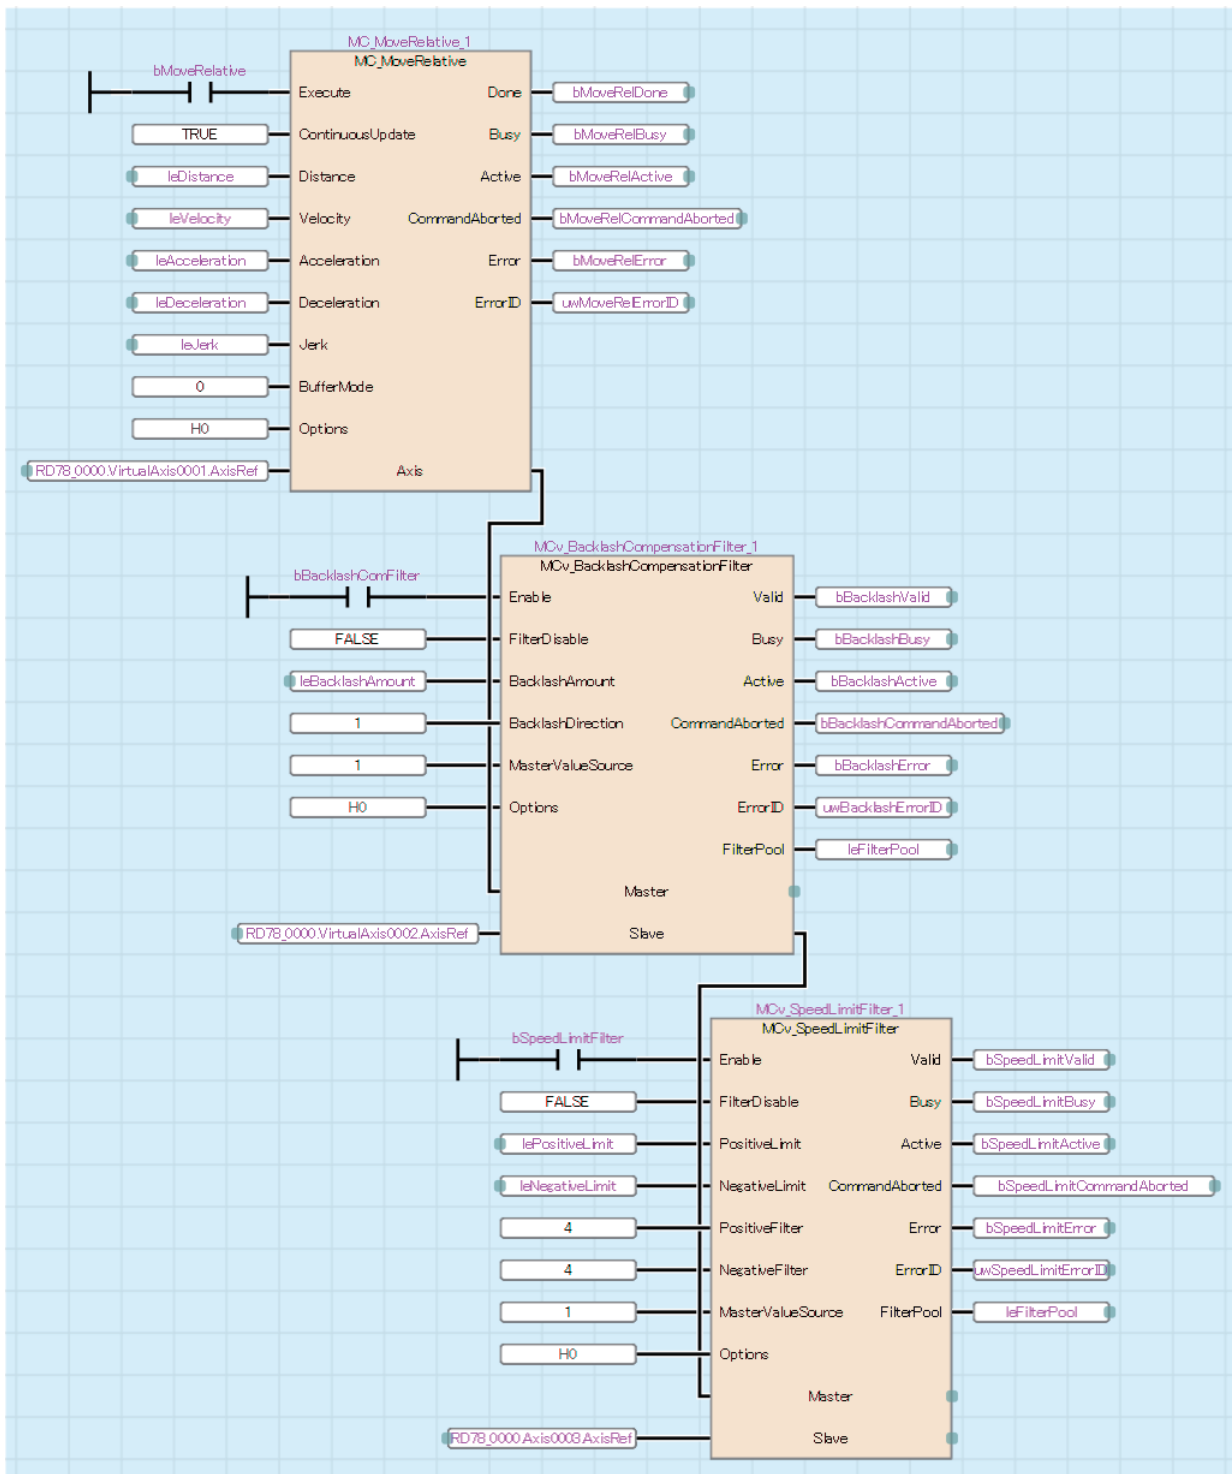 MC_MoveRelative_1
MC_MoveRelative
bMoveRelative
Execute Done bMoveRelDone
TRUE ContinuousUpdate Busy bMoveRelBusy
leDistance Distance Active bMoveRelActive
leVelocity Velocity CommandAborted bMoveRelCommandAborted
leAcceleration Acceleration Error bMoveRelError
leDeceleration Deceleration ErrorID uwMoveRelErrorID
leJerk Jerk
0 BufferMode
H0 Options
RD78_0000.VirtualAxis0001.AxisRef Axis
MCv_BacklashCompensationFilter_1
MCv_BacklashCompensationFilter
bBacklashComFilter
Enable Valid bBacklashValid
FALSE FilterDisable Busy bBacklashBusy
leBacklashAmount BacklashAmount Active bBacklashActive
1 BacklashDirection CommandAborted bBacklashCommandAborted
1 MasterValueSource Error bBacklashError
H0 Options ErrorID uwBacklashErrorID
FilterPool leFilterPool
Master
RD78_0000.VirtualAxis0002.AxisRef Slave
MCv_SpeedLimitFilter_1
MCv_SpeedLimitFilter
bSpeedLimitFilter
Enable Valid bSpeedLimitValid
FALSE FilterDisable Busy bSpeedLimitBusy
lePositiveLimit PositiveLimit Active bSpeedLimitActive
leNegativeLimit NegativeLimit CommandAborted bSpeedLimitCommandAborted
4 PositiveFilter Error bSpeedLimitError
4 NegativeFilter ErrorID uwSpeedLimitErrorID
1 MasterValueSource FilterPool leFilterPool
H0 Options
Master
RD78_0000.Axis0003.AxisRef Slave